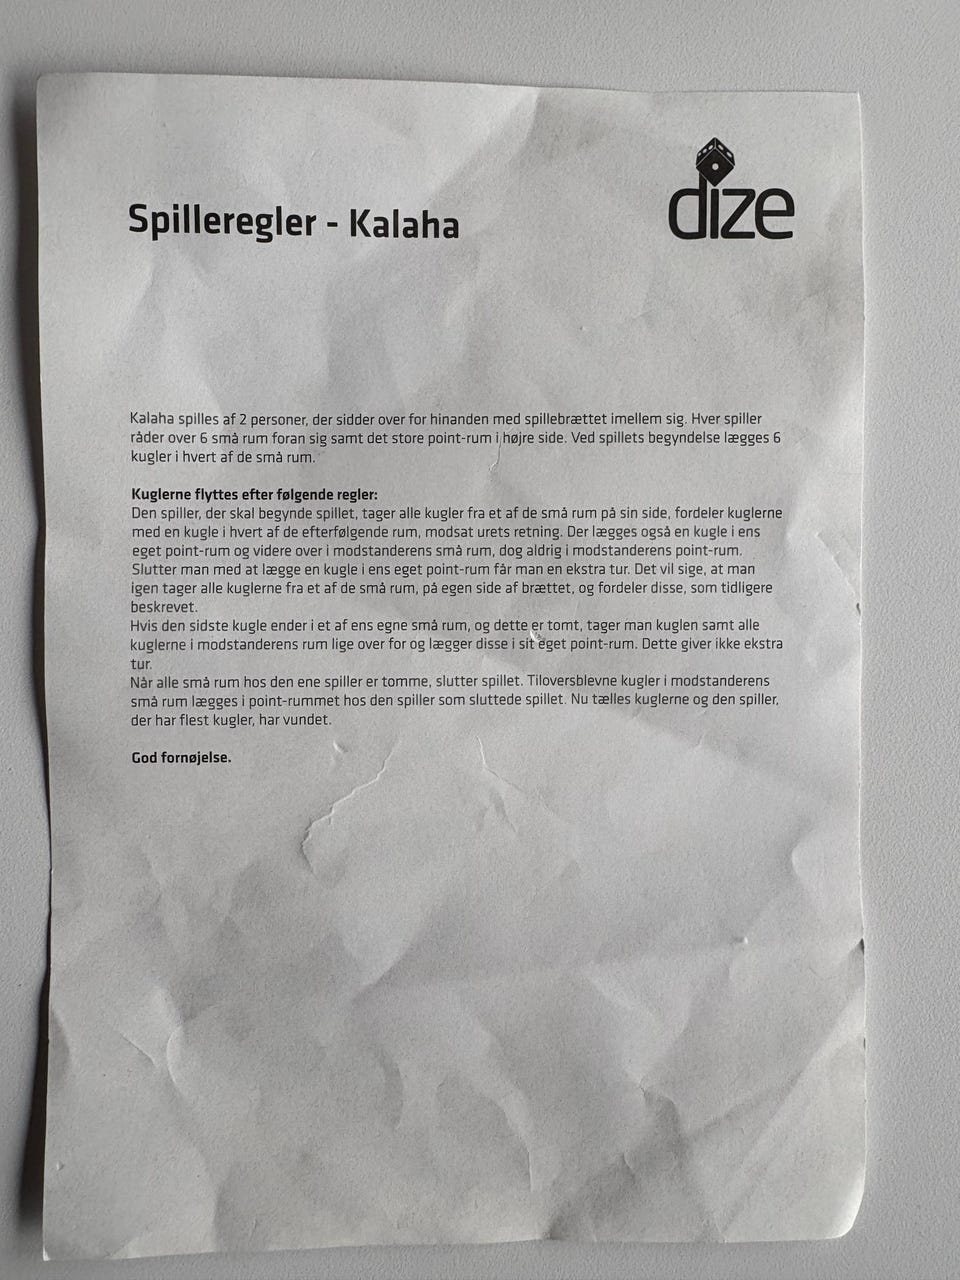 dize
Spilleregler - Kalaha
Kalaha spilles af 2 personer, der sidder over for hinanden med spillebrættet imellem sig. Hver spiller
råder over 6 små rum foran sig samt det store point-rum i højre side. Ved spillets begyndelse lægges 6
kugler i hvert af de små rum.
Kuglerne flyttes efter følgende regler:
Den spiller, der skal begynde spillet, tager alle kugler fra et af de små rum på sin side, fordeler kuglerne
med en kugle i hvert af de efterfølgende rum, modsat urets retning. Der lægges også en kugle i ens
eget point-rum og videre over i modstanderens små rum, dog aldrig i modstanderens point-rum.
Slutter man med at lægge en kugle i ens eget point-rum får man en ekstra tur. Det vil sige, at man
igen tager alle kuglerne fra et af de små rum, på egen side af brættet, og fordeler disse, som tidligere
beskrevet.
Hvis den sidste kugle ender i et af ens egne små rum, og dette er tomt, tager man kuglen samt alle
kuglerne i modstanderens rum lige over for og lægger disse i sit eget point-rum. Dette giver ikke ekstra
tur.
Når alle små rum hos den ene spiller er tomme, slutter spillet. Tiloversblevne kugler i modstanderens
små rum lægges i point-rummet hos den spiller som sluttede spillet. Nu tælles kuglerne og den spiller,
der har flest kugler, har vundet.
God fornøjelse.